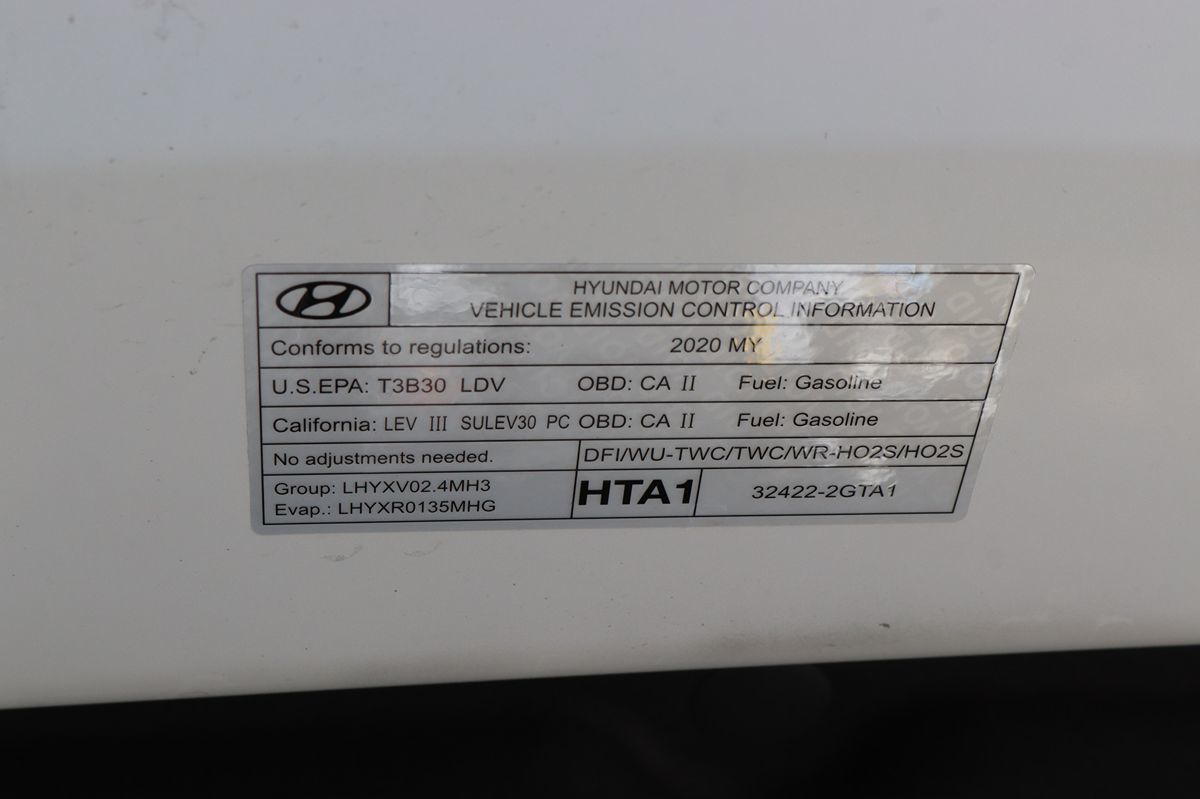 HYUNDAI MOTOR COMPANY
VEHICLE EMISSION CONTROL INFORMATION
Conforms to regulations: 2020 MY
U.S.EPA: T3B30 LDV OBD: CA II Fuel: Gasoline
California: LEV III SULEV30 PC OBD: CA II Fuel: Gasoline
No adjustments needed. DFI/WU-TWC/TWC/WR-HO2S/HO2S
Group: LHYXV02.4MH3
Evap.: LHYXR0135MHG
HTA1
32422-2GTA1